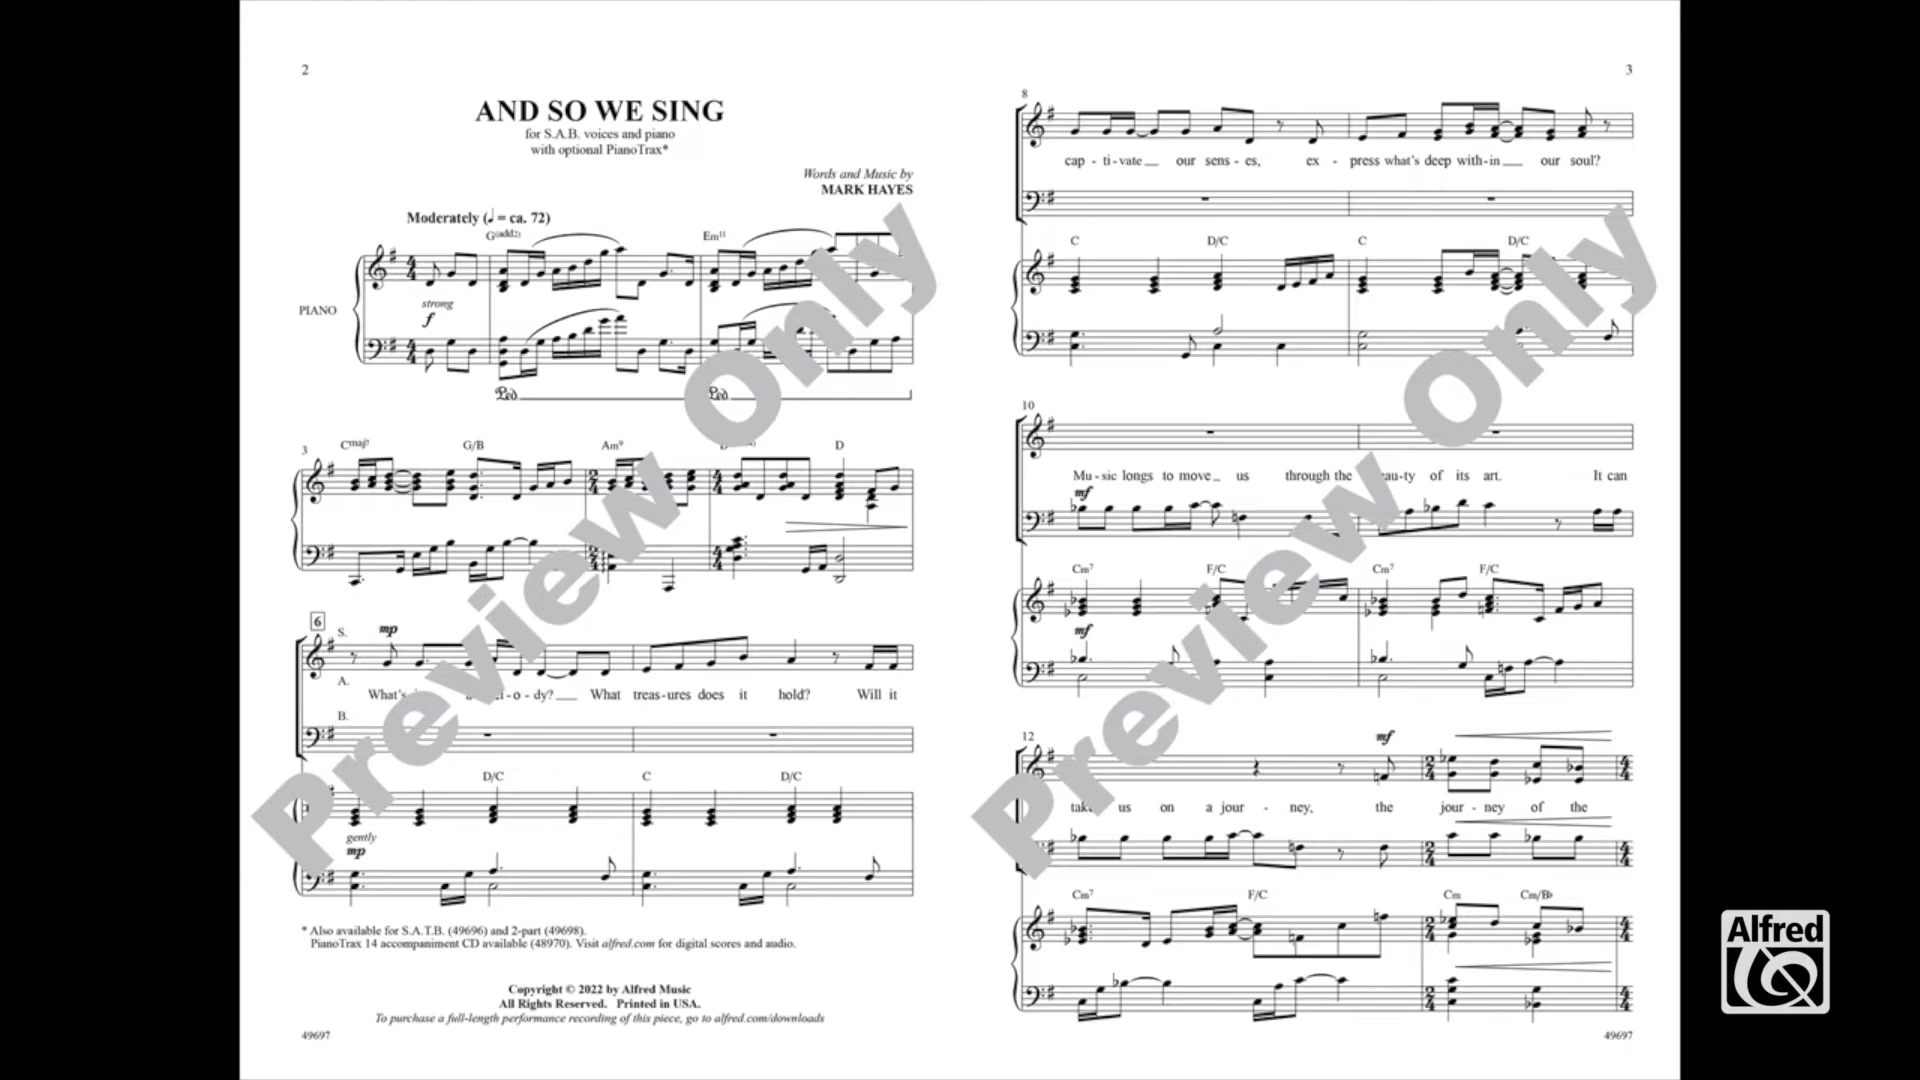 2
AND SO WE SING
for S.A.B. voices and piano
with optional PianoTrax*
Words and Music by
MARK HAYES
Moderately (♩ = ca. 72)
G(add2) Em11
PIANO
strong
f
Ped. Ped.
3
Cmaj7 G/B Am9 D
6
S.
mp
A.
What's o - dy? What treas - ures does it hold? Will it
B.
D/C C D/C
gently
mp
* Also available for S.A.T.B. (49696) and 2-part (49698).
PianoTrax 14 accompaniment CD available (48970). Visit alfred.com for digital scores and audio.
Copyright © 2022 by Alfred Music
All Rights Reserved. Printed in USA.
To purchase a full-length performance recording of this piece, go to alfred.com/downloads
49697
Preview Only
3
8
cap - ti - vate our sens - es, ex - press what's deep with - in our soul?
C D/C C D/C
10
Mu - sic longs to move us through the of its art. It can
mf
Cm7 F/C Cm7 F/C
mf
12
mf
us on a jour - ney, the jour - ney of the
Cm7 F/C Cm Cm/B♭
49697
Preview Only
Alfred